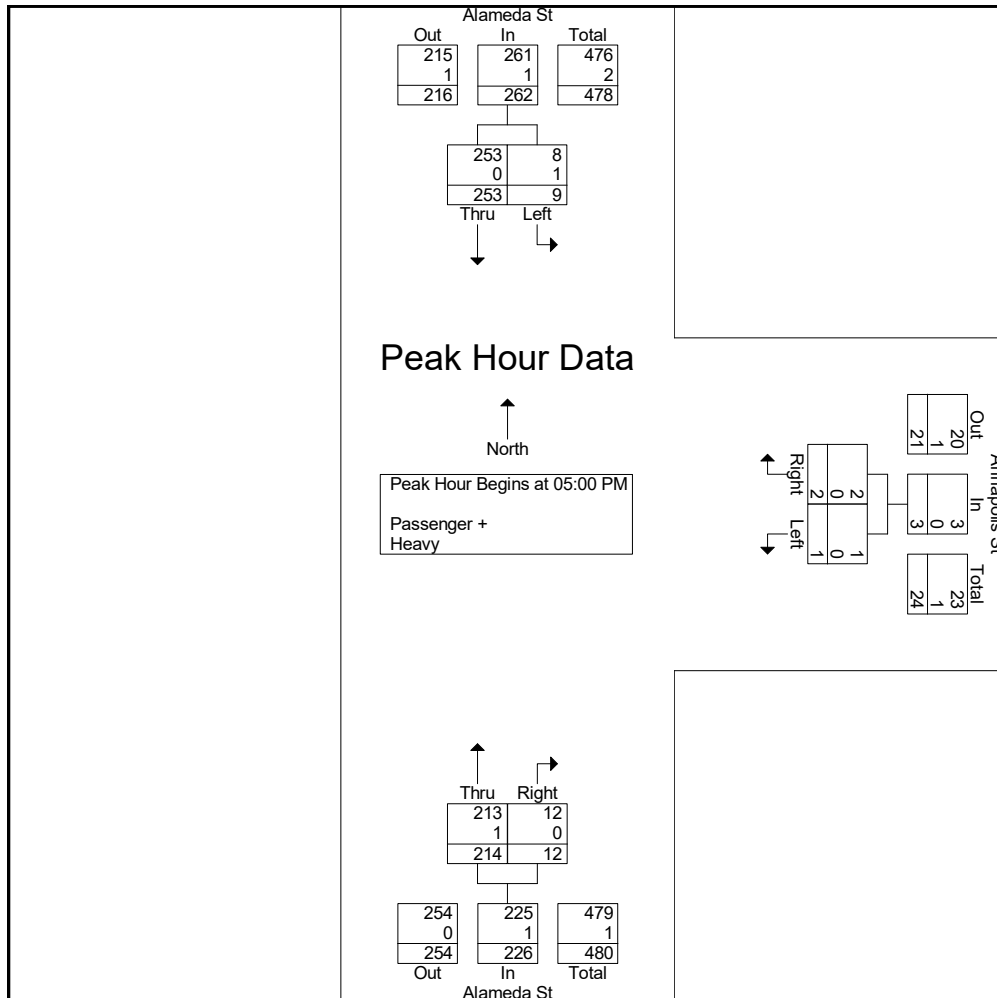 Alameda St
Out In Total
215 261 476
1 1 2
216 262 478
253 8
0 1
253 9
Thru Left
Peak Hour Data
North
Peak Hour Begins at 05:00 PM
Passenger +
Heavy
Annapolis St
Out In Total
20 3 23
1 0 1
21 3 24
2 1
0 0
2 1
Right Left
Thru Right
213 12
1 0
214 12
254 225 479
0 1 1
254 226 480
Out In Total
Alameda St